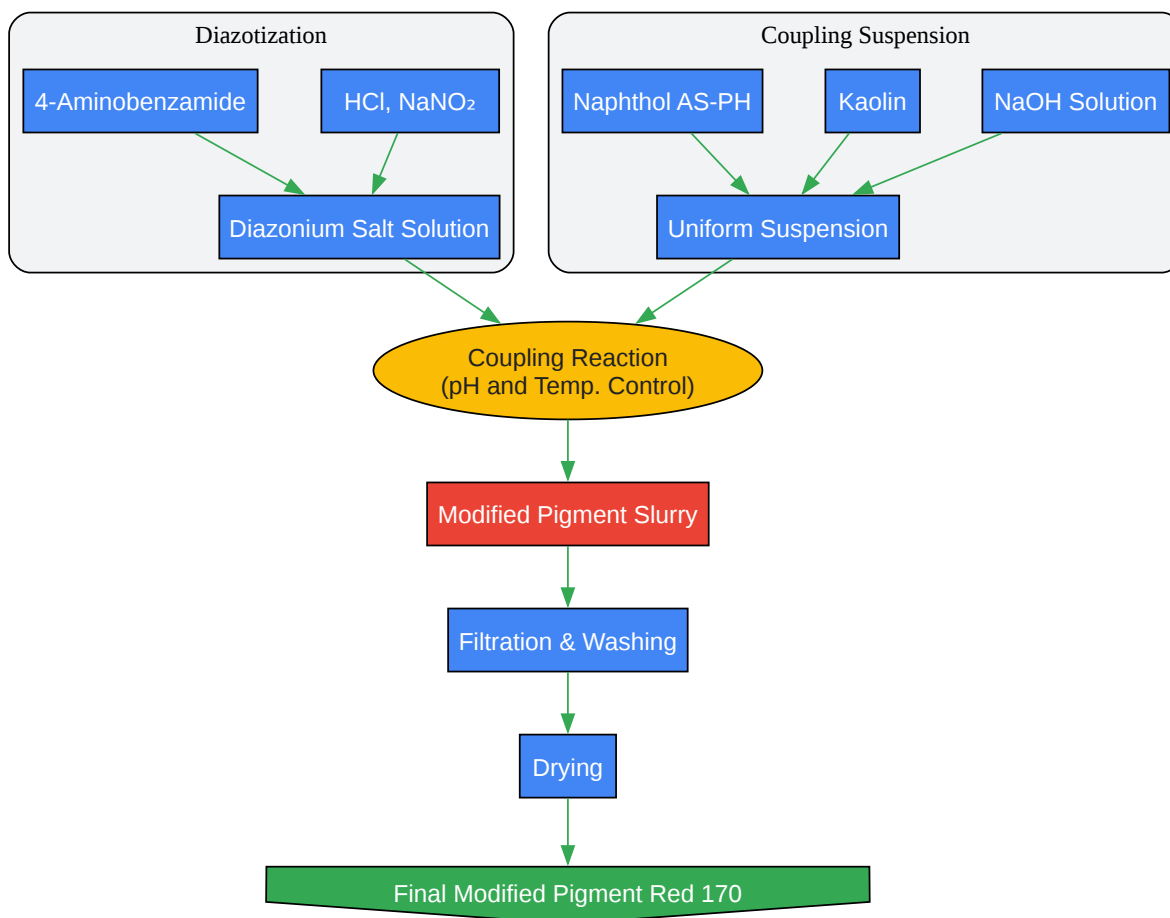 Diazotization
Coupling Suspension
4-Aminobenzamide
HCl, NaNO₂
Naphthol AS-PH
Kaolin
NaOH Solution
Diazonium Salt Solution
Uniform Suspension
Coupling Reaction
(pH and Temp. Control)
Modified Pigment Slurry
Filtration & Washing
Drying
Final Modified Pigment Red 170